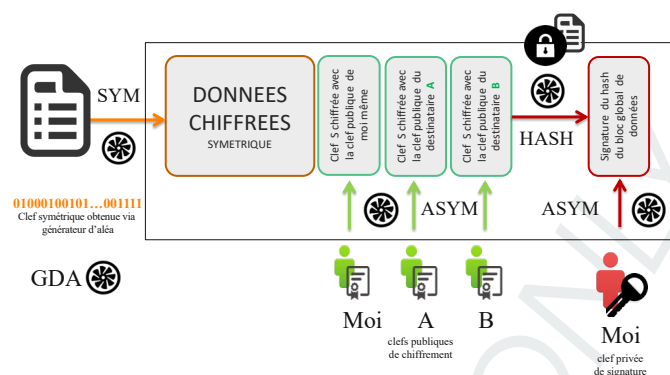 SYM
01000100101…001111
Clef symétrique obtenue via
générateur d'aléa
GDA
DONNEES
CHIFFREES
SYMETRIQUE
Clef S chiffrée avec
la clef publique de
moi même
Clef S chiffrée avec
la clef publique du
destinataire A
Clef S chiffrée avec
la clef publique du
destinataire B
HASH
Signature du hash
du bloc global de
données
ASYM
ASYM
Moi
A
B
clefs publiques
de chiffrement
Moi
clef privée
de signature
ONLY